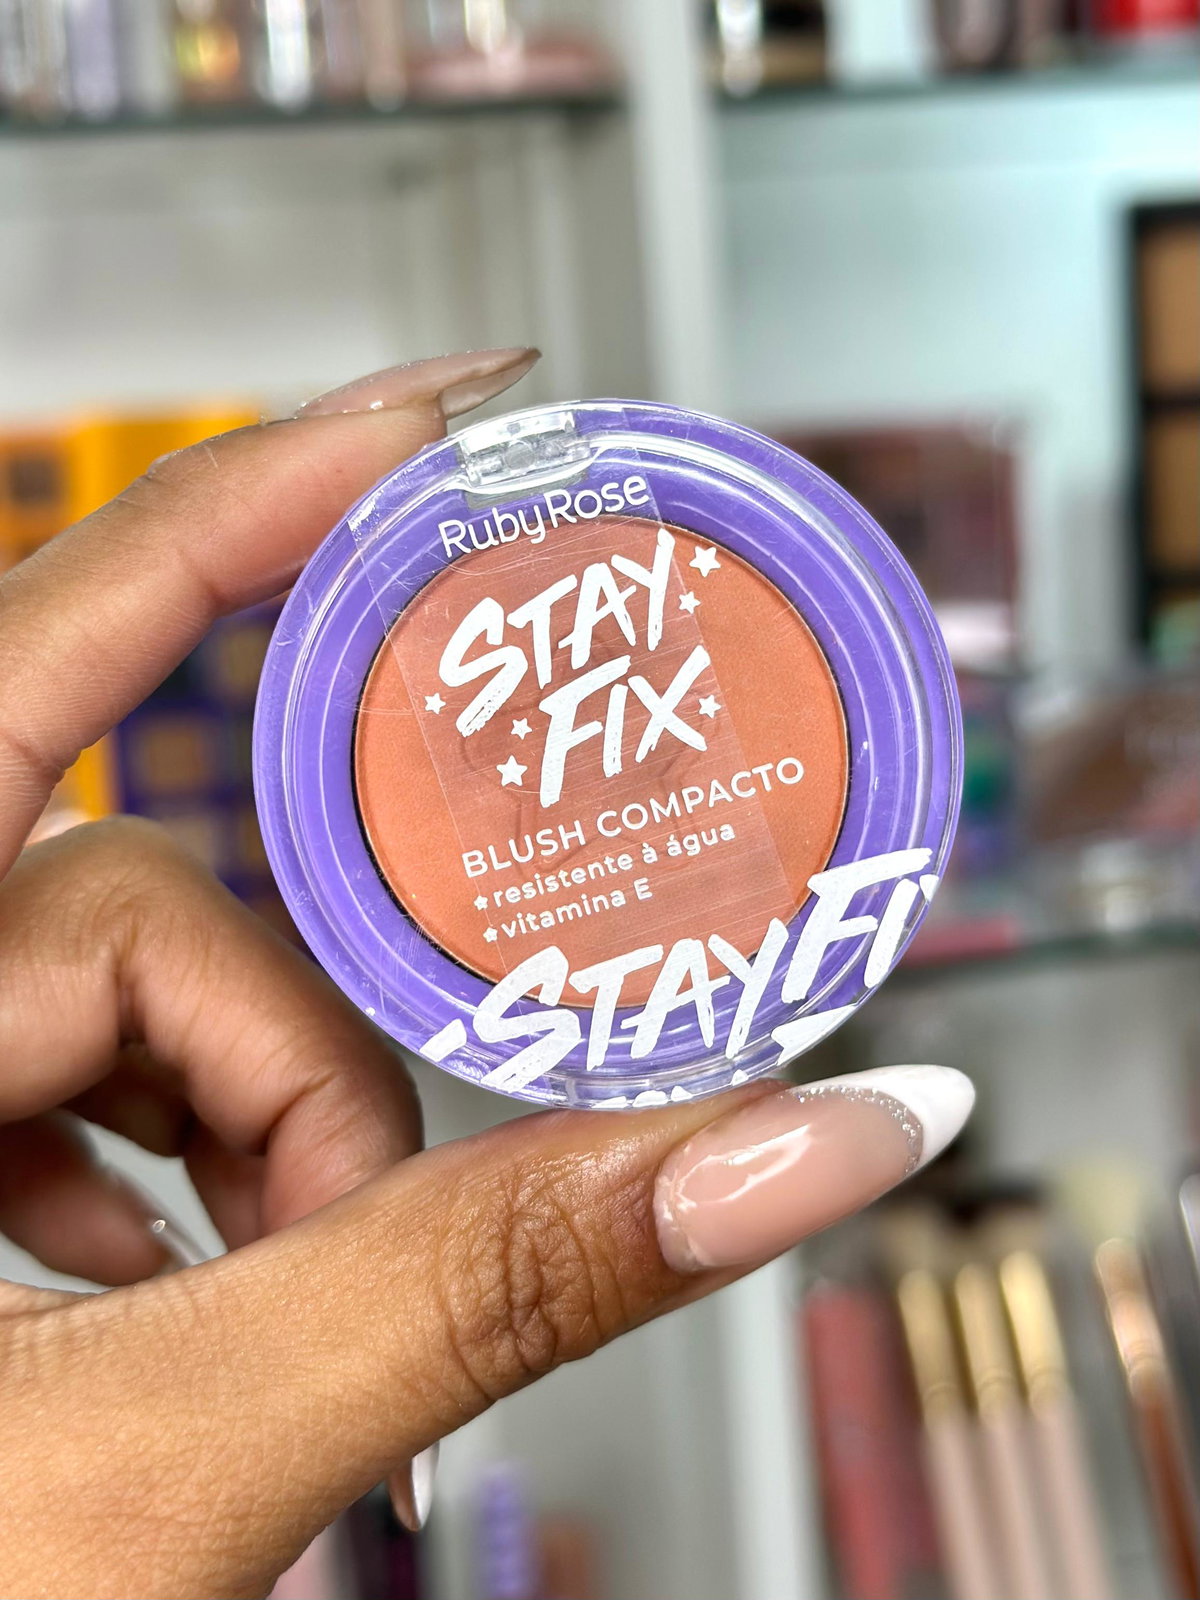 RubyRose
STAY
FIX
BLUSH COMPACTO
resistente à água
vitamina E
STAYFI